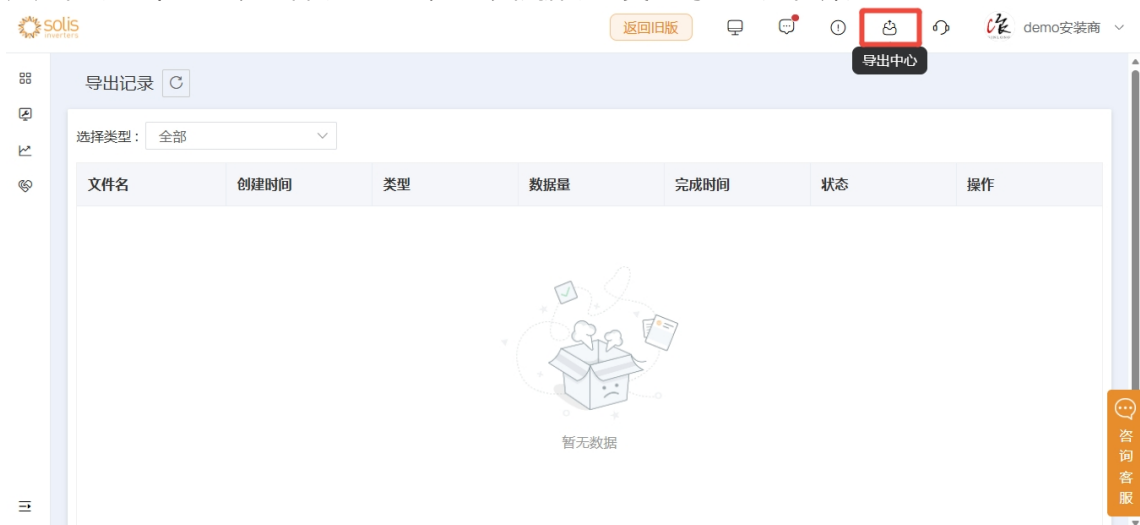 solis
inverters
返回旧版
demo安装商
导出中心
导出记录
选择类型： 全部
文件名 创建时间 类型 数据量 完成时间 状态 操作
暂无数据
咨询客服